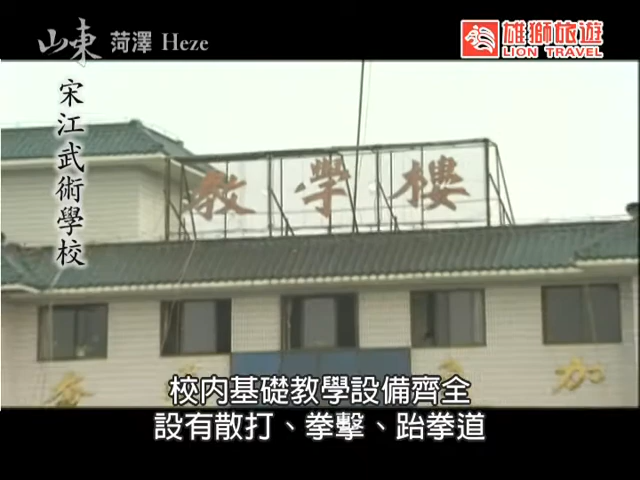 山東 菏澤 Heze
雄獅旅遊
LION TRAVEL
宋江武術學校
教學樓
加
校內基礎教學設備齊全
設有散打、拳擊、跆拳道